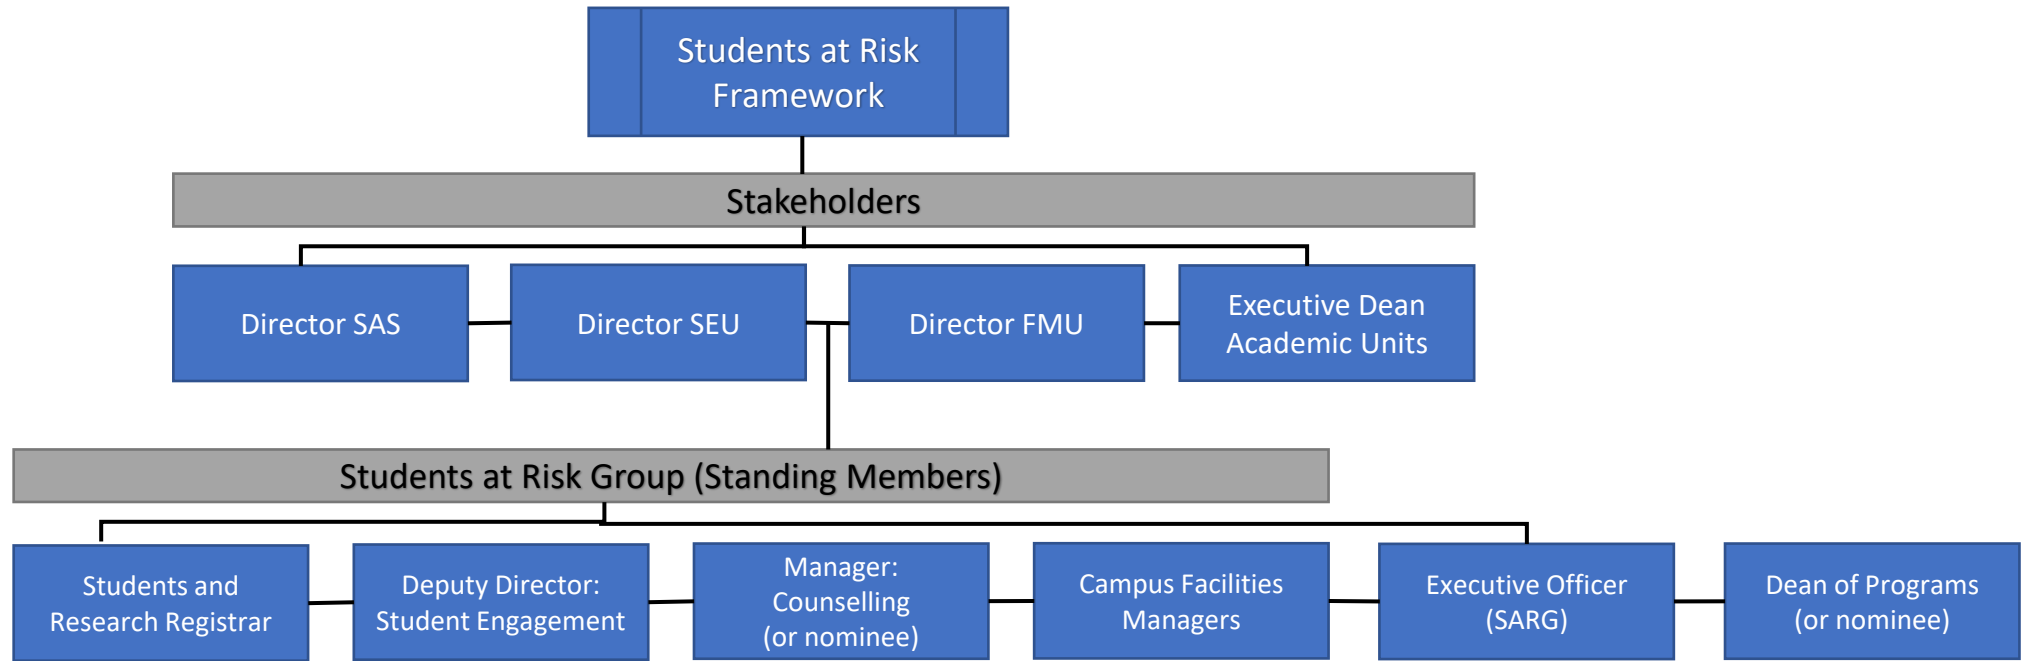 Students at Risk
Framework
Stakeholders
Director SAS
Director SEU
Director FMU
Executive Dean
Academic Units
Students at Risk Group (Standing Members)
Students and
Research Registrar
Deputy Director:
Student Engagement
Manager:
Counselling
(or nominee)
Campus Facilities
Managers
Executive Officer
(SARG)
Dean of Programs
(or nominee)